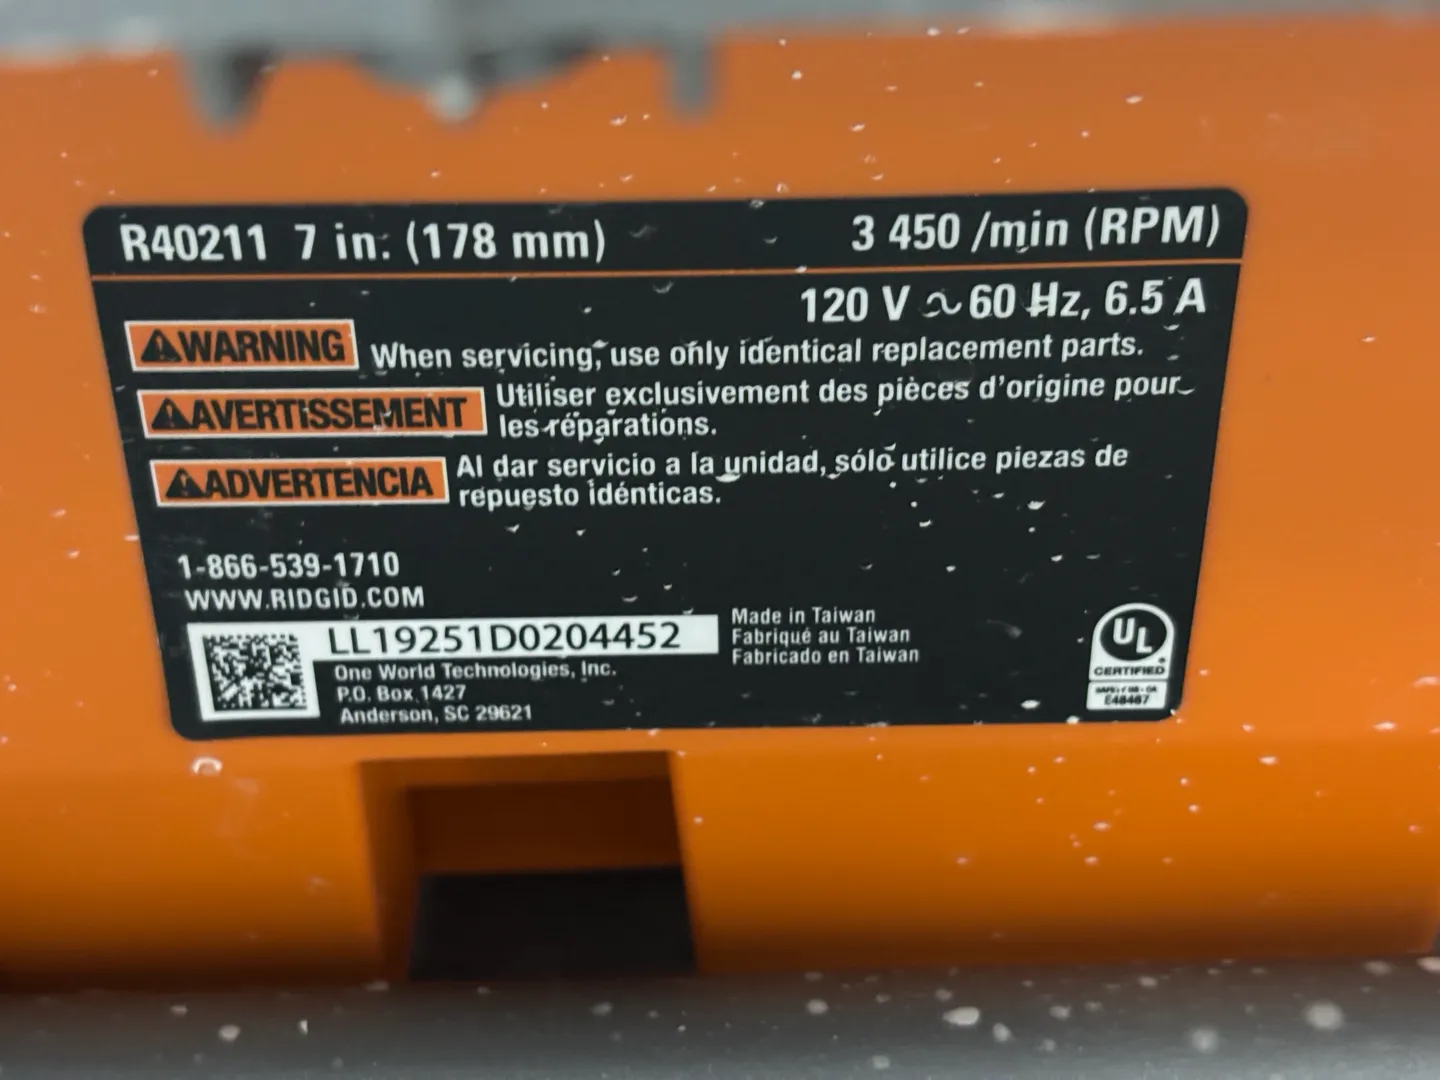 R40211 7 in. (178 mm) 3 450 /min (RPM)
120 V ~ 60 Hz, 6.5 A
WARNING When servicing, use only identical replacement parts.
AVERTISSEMENT Utiliser exclusivement des pièces d'origine pour
les réparations.
ADVERTENCIA Al dar servicio a la unidad, sólo utilice piezas de
repuesto idénticas.
1-866-539-1710
WWW.RIDGID.COM
LL19251D0204452
One World Technologies, Inc.
P.O. Box 1427
Anderson, SC 29621
Made in Taiwan
Fabriqué au Taiwan
Fabricado en Taiwan
UL
CERTIFIED
E48467